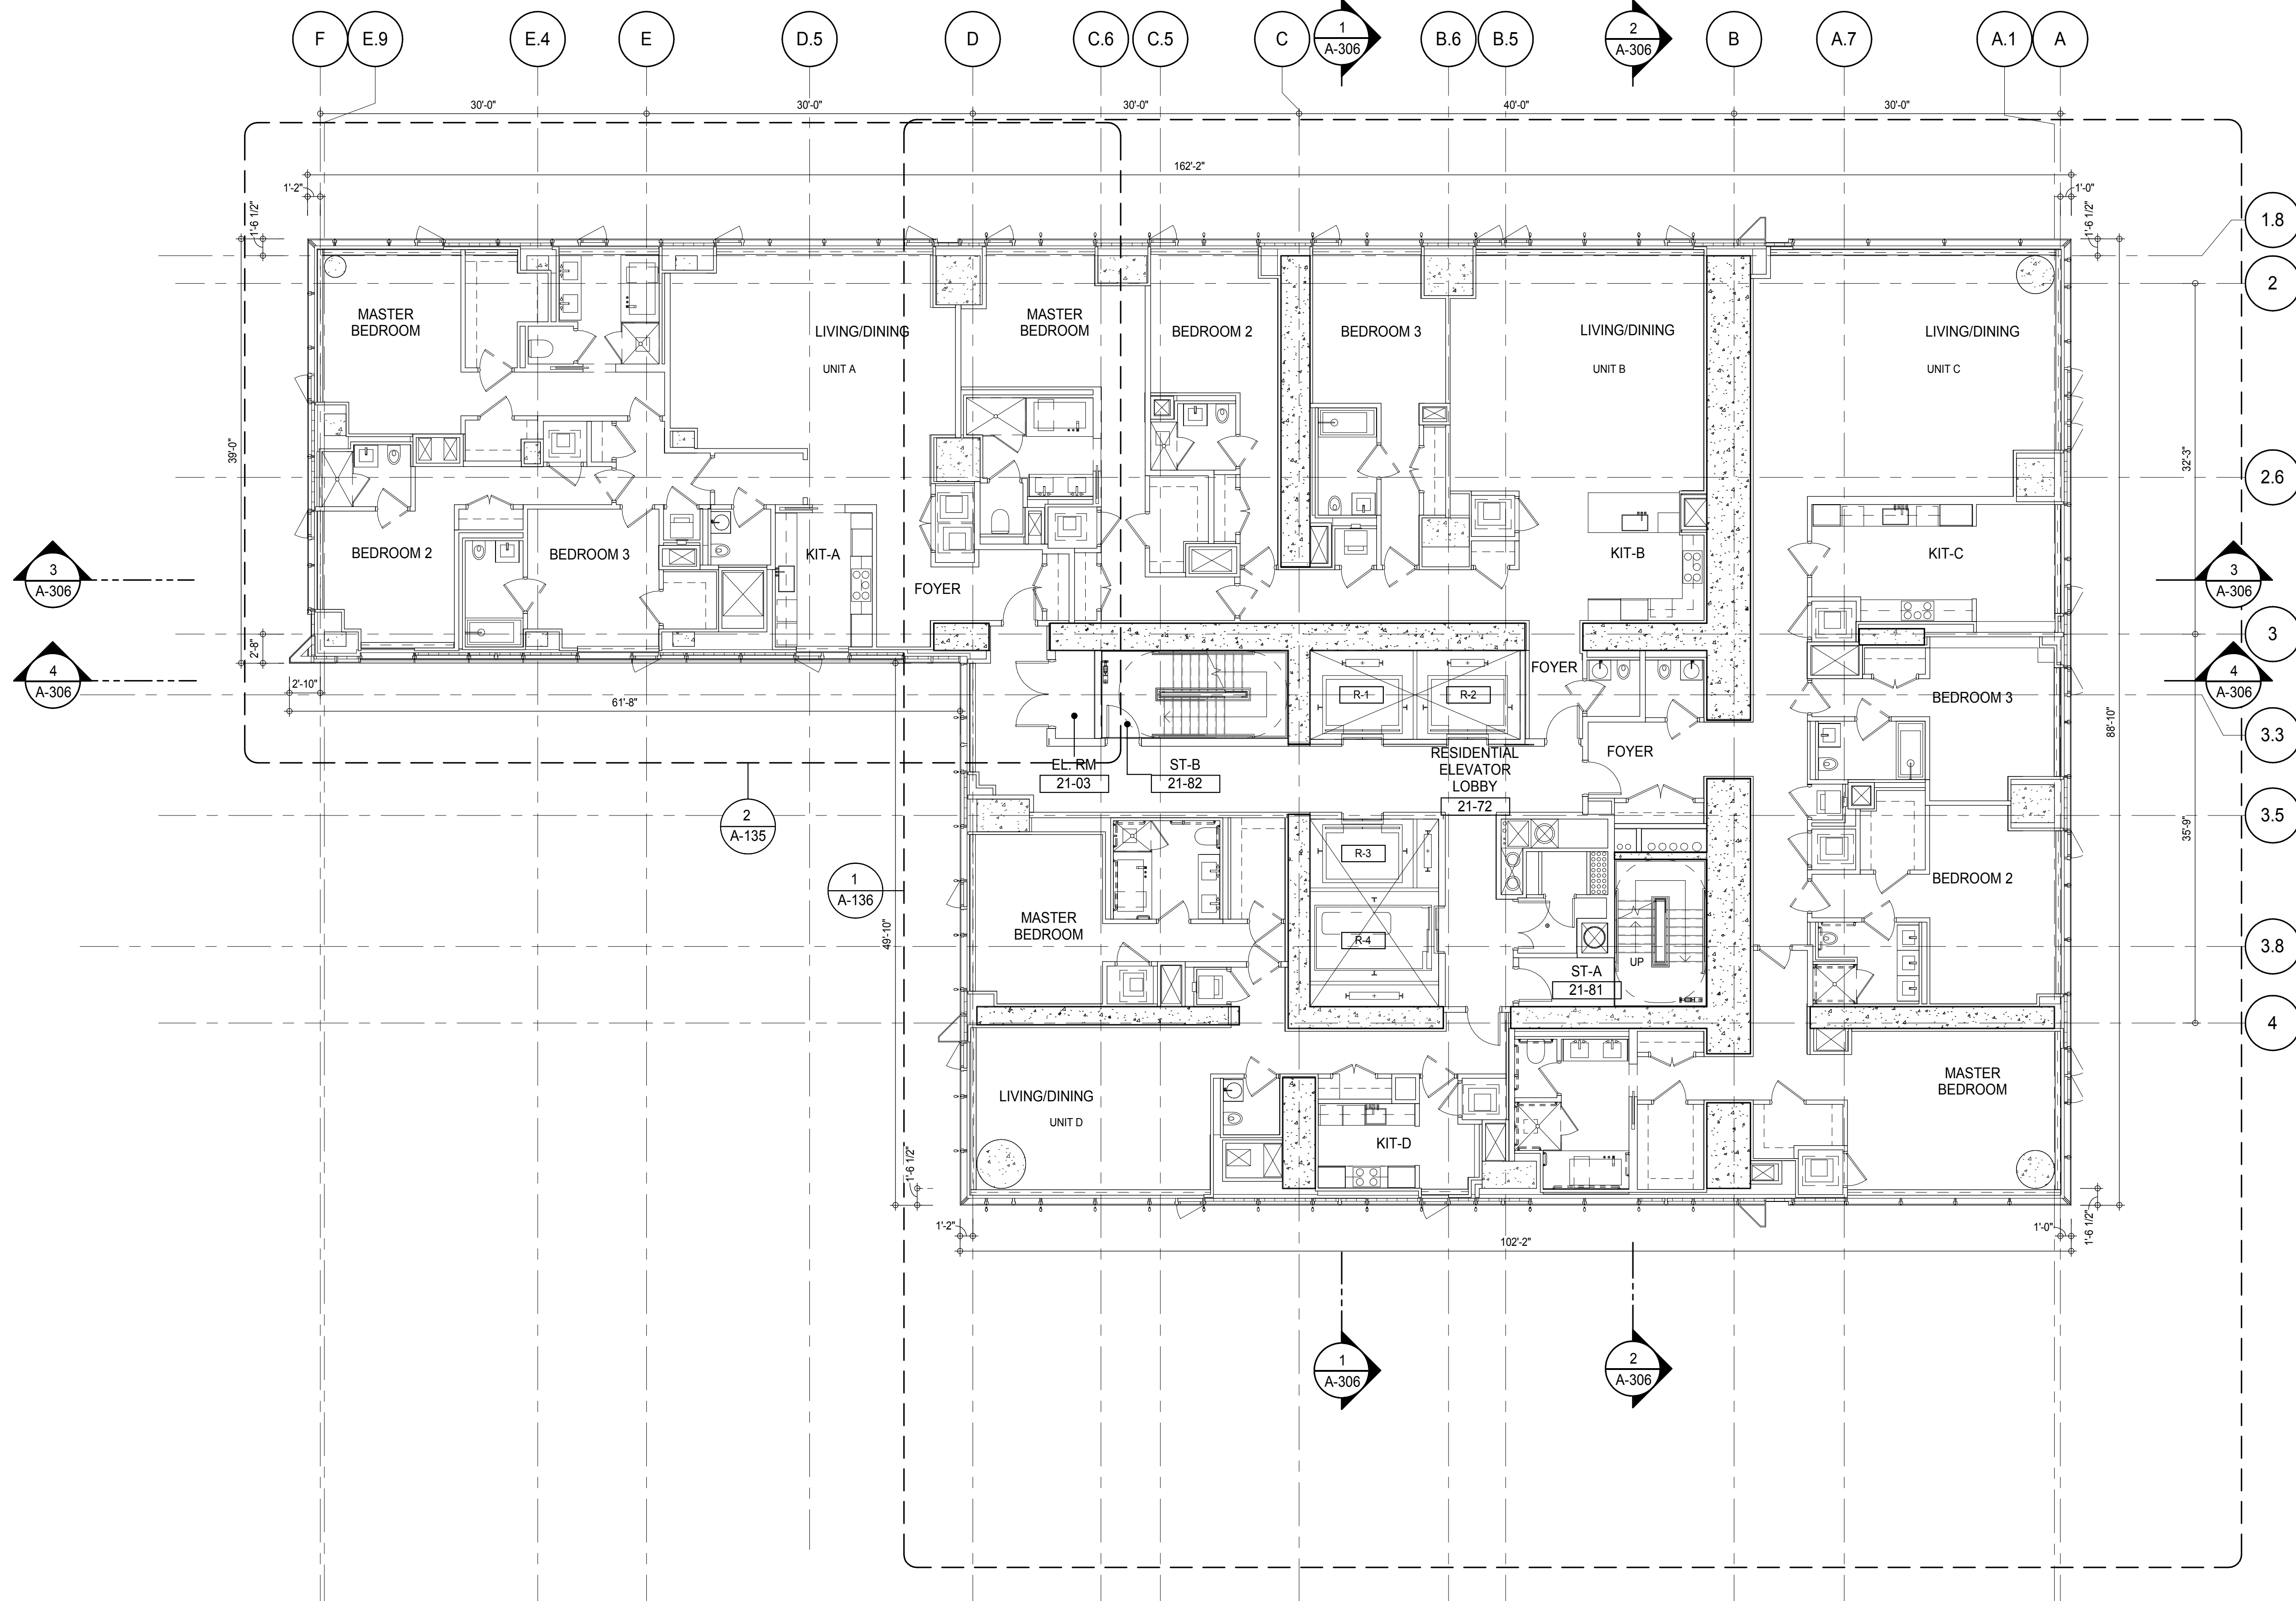 F
E.9
E.4
E
D.5
D
C.6
C.5
C
1
A-306
B.6
B.5
2
A-306
B
A.7
A.1
A
30'-0"
30'-0"
30'-0"
40'-0"
30'-0"
162'-2"
1'-2"
1'-0"
1'-6 1/2"
1'-6 1/2"
1.8
2
MASTER
BEDROOM
LIVING/DINING
UNIT A
MASTER
BEDROOM
BEDROOM 2
BEDROOM 3
LIVING/DINING
UNIT B
LIVING/DINING
UNIT C
39'-0"
32'-3"
2.6
BEDROOM 2
BEDROOM 3
KIT-A
KIT-B
KIT-C
3
A-306
3
A-306
FOYER
2'-8"
3
4
A-306
4
A-306
2'-10"
61'-8"
FOYER
R-1
R-2
BEDROOM 3
88'-10"
3.3
EL. RM
21-03
ST-B
21-82
RESIDENTIAL
ELEVATOR
LOBBY
21-72
FOYER
2
A-135
3.5
35'-9"
R-3
BEDROOM 2
1
A-136
MASTER
BEDROOM
R-4
49'-10"
3.8
UP
ST-A
21-81
4
LIVING/DINING
UNIT D
KIT-D
MASTER
BEDROOM
1'-6 1/2"
1'-2"
1'-0"
1'-6 1/2"
102'-2"
1
A-306
2
A-306